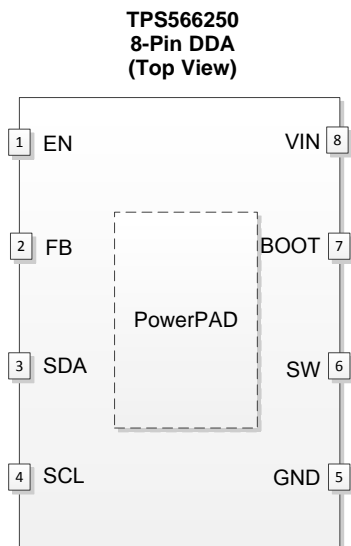 TPS566250
8-Pin DDA
(Top View)
1 EN VIN 8
2 FB BOOT 7
PowerPAD
3 SDA SW 6
4 SCL GND 5